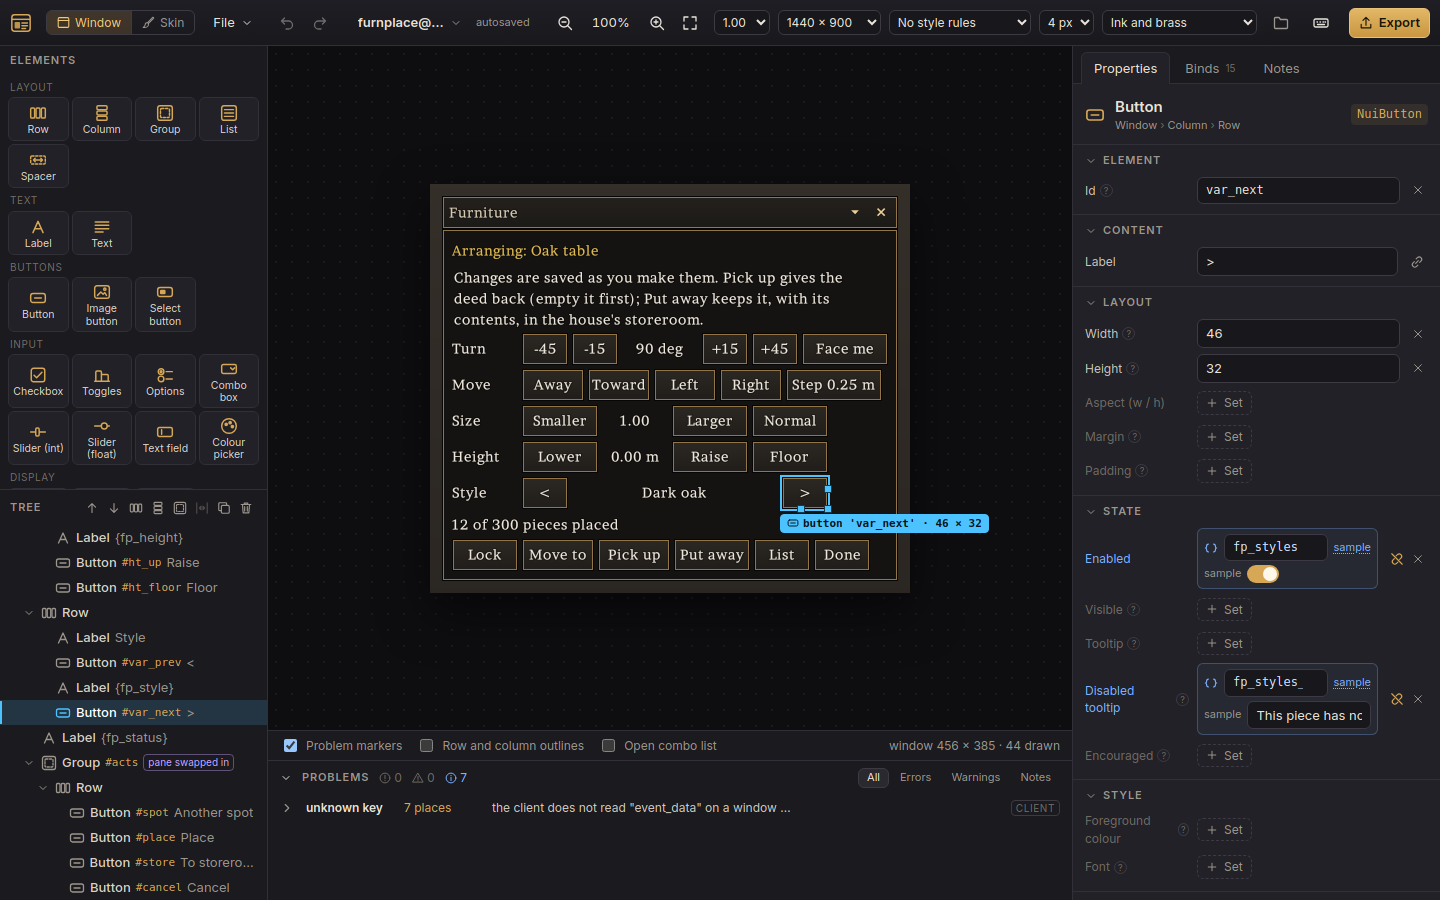 Window
Skin
File
furnplace@...
autosaved
100%
1.00
1440 × 900
No style rules
4 px
Ink and brass
Export
ELEMENTS
LAYOUT
Row
Column
Group
List
Spacer
TEXT
Label
Text
BUTTONS
Button
Image button
Select button
INPUT
Checkbox
Toggles
Options
Combo box
Slider (int)
Slider (float)
Text field
Colour picker
DISPLAY
TREE
Label {fp_height}
Button #ht_up Raise
Button #ht_floor Floor
Row
Label Style
Button #var_prev <
Label {fp_style}
Button #var_next >
Label {fp_status}
Group #acts pane swapped in
Row
Button #spot Another spot
Button #place Place
Button #store To storero...
Button #cancel Cancel
Furniture
Arranging: Oak table
Changes are saved as you make them. Pick up gives the
deed back (empty it first); Put away keeps it, with its
contents, in the house's storeroom.
Turn -45 -15 90 deg +15 +45 Face me
Move Away Toward Left Right Step 0.25 m
Size Smaller 1.00 Larger Normal
Height Lower 0.00 m Raise Floor
Style < Dark oak >
12 of 300 pieces placed
button 'var_next' · 46 × 32
Lock Move to Pick up Put away List Done
Problem markers
Row and column outlines
Open combo list
window 456 × 385 · 44 drawn
PROBLEMS 0 0 7
All Errors Warnings Notes
unknown key 7 places the client does not read "event_data" on a window ... CLIENT
Properties
Binds 15
Notes
Button
Window › Column › Row
NuiButton
ELEMENT
Id ? var_next
CONTENT
Label >
LAYOUT
Width ? 46
Height ? 32
Aspect (w / h) ? + Set
Margin ? + Set
Padding ? + Set
STATE
Enabled {} fp_styles sample
sample
Visible ? + Set
Tooltip ? + Set
Disabled tooltip ? {} fp_styles_ sample
sample This piece has no
Encouraged ? + Set
STYLE
Foreground colour ? + Set
Font ? + Set